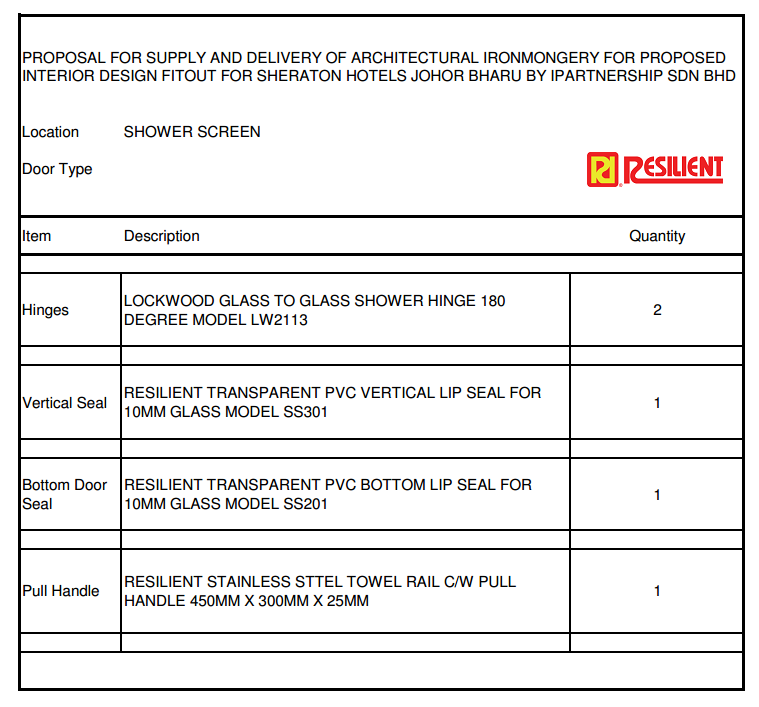 PROPOSAL FOR SUPPLY AND DELIVERY OF ARCHITECTURAL IRONMONGERY FOR PROPOSED
INTERIOR DESIGN FITOUT FOR SHERATON HOTELS JOHOR BHARU BY IPARTNERSHIP SDN BHD
Location SHOWER SCREEN
Door Type
RESILIENT
Item Description Quantity
Hinges
LOCKWOOD GLASS TO GLASS SHOWER HINGE 180
DEGREE MODEL LW2113
2
Vertical Seal
RESILIENT TRANSPARENT PVC VERTICAL LIP SEAL FOR
10MM GLASS MODEL SS301
1
Bottom Door
Seal
RESILIENT TRANSPARENT PVC BOTTOM LIP SEAL FOR
10MM GLASS MODEL SS201
1
Pull Handle
RESILIENT STAINLESS STTEL TOWEL RAIL C/W PULL
HANDLE 450MM X 300MM X 25MM
1